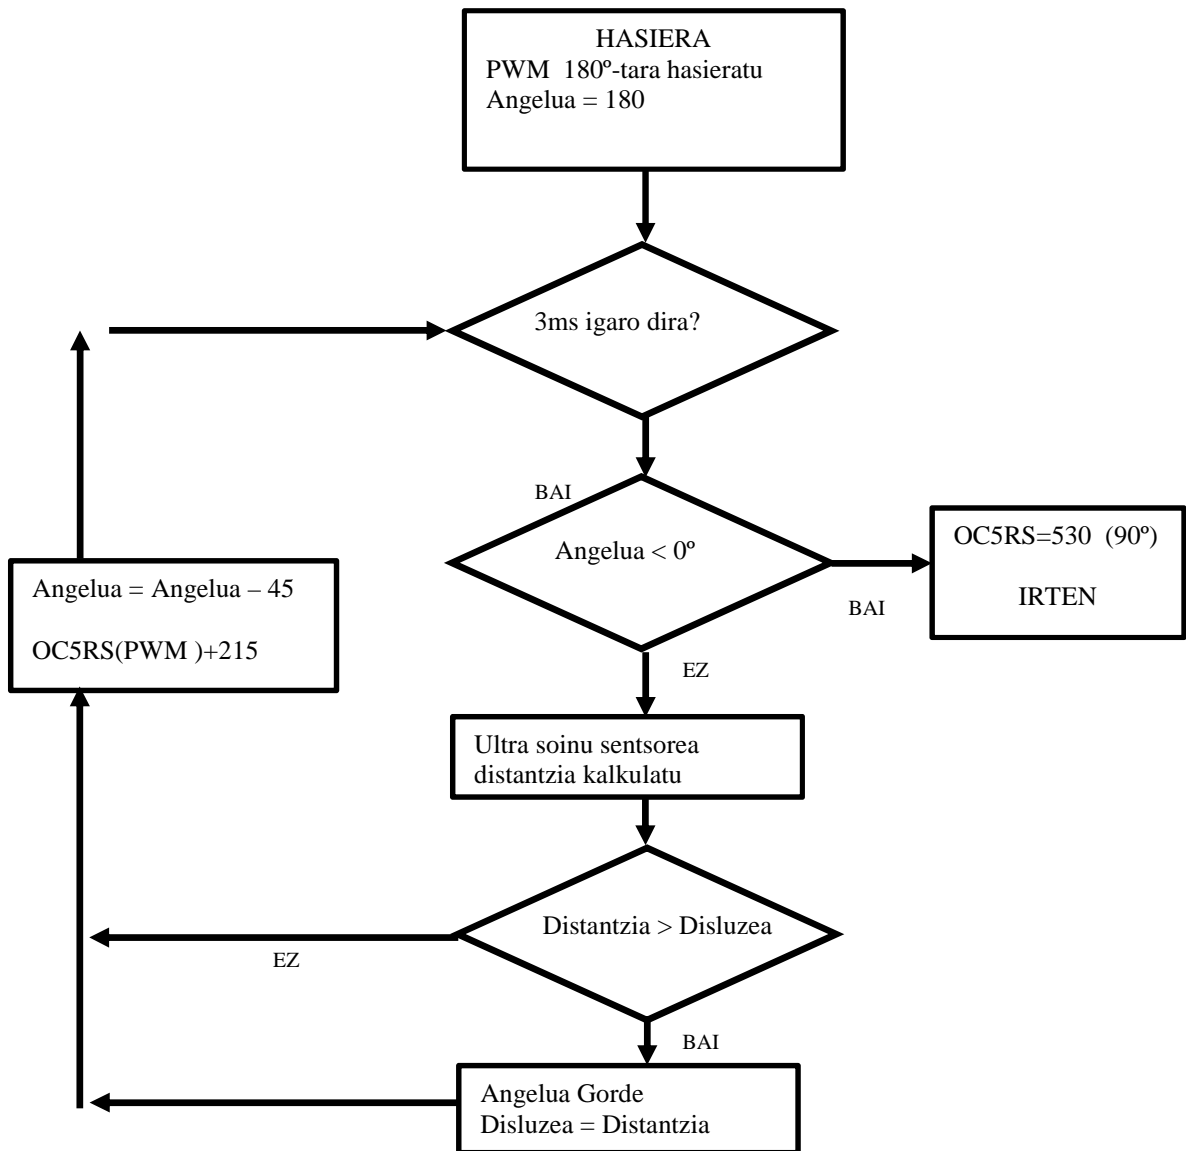 HASIERA
PWM 180º-tara hasieratu
Angelua = 180
3ms igaro dira?
BAI
Angelua < 0º
BAI
OC5RS=530 (90º)
IRTEN
EZ
Angelua = Angelua – 45
OC5RS(PWM )+215
Ultra soinu sentsorea
distantzia kalkulatu
Distantzia > Disluzea
EZ
BAI
Angelua Gorde
Disluzea = Distantzia